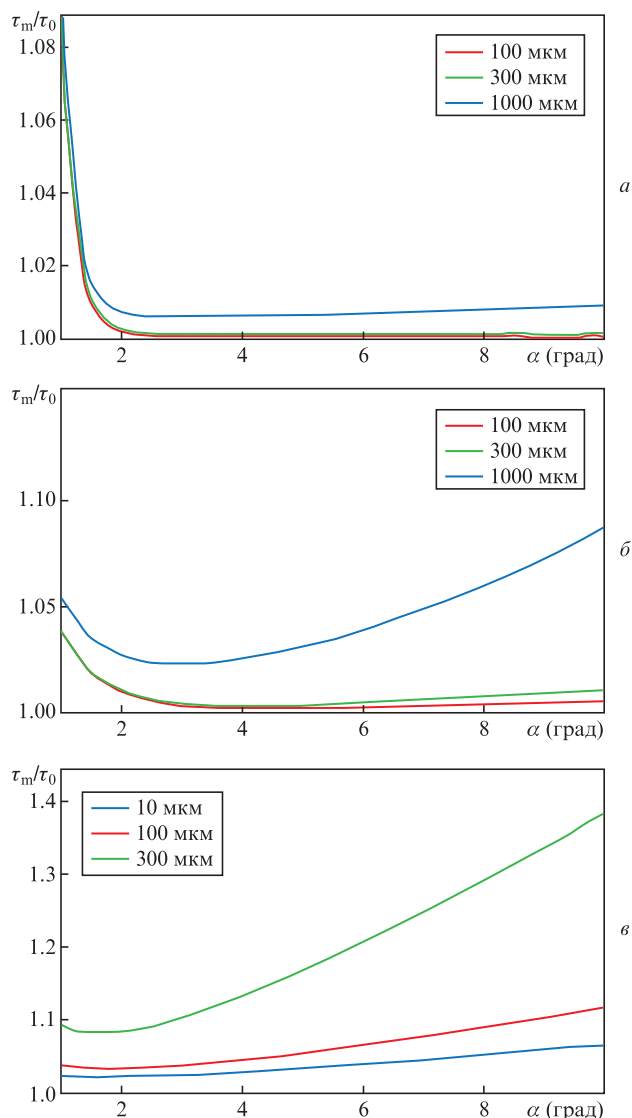 τm/τ0
1.08
1.06
1.04
1.02
1.00
100 мкм
300 мкм
1000 мкм
а
2 4 6 8 α (град)
τm/τ0
1.10
1.05
1.00
100 мкм
300 мкм
1000 мкм
б
2 4 6 8 α (град)
τm/τ0
1.4
1.3
1.2
1.1
1.0
10 мкм
100 мкм
300 мкм
в
2 4 6 8 α (град)